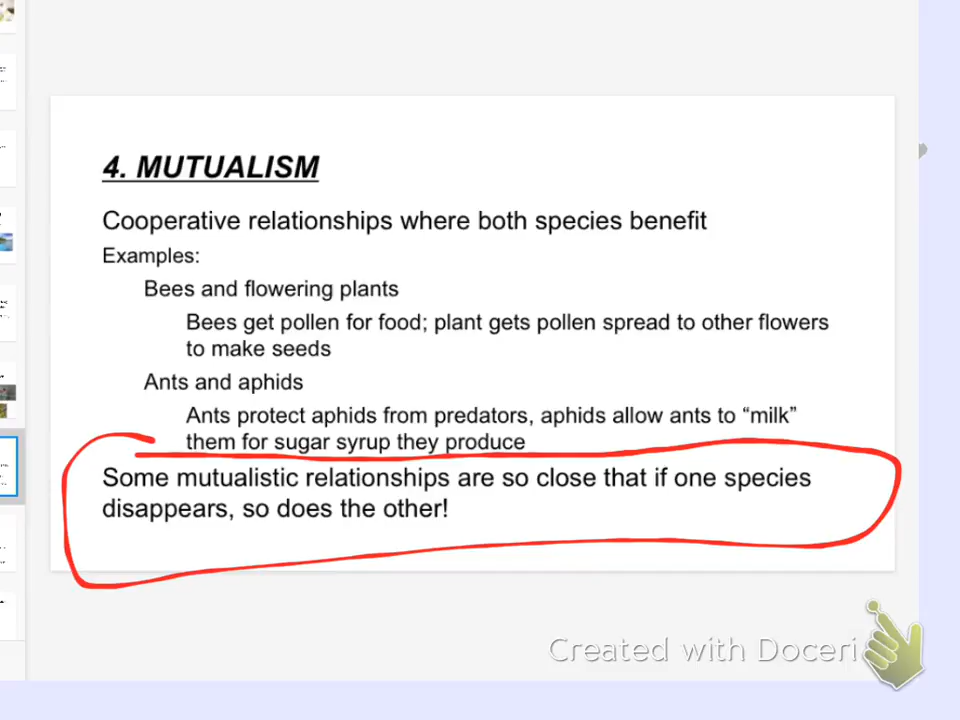 4. MUTUALISM
Cooperative relationships where both species benefit
Examples:
Bees and flowering plants
Bees get pollen for food; plant gets pollen spread to other flowers
to make seeds
Ants and aphids
Ants protect aphids from predators, aphids allow ants to “milk”
them for sugar syrup they produce
Some mutualistic relationships are so close that if one species
disappears, so does the other!
Created with Doceri